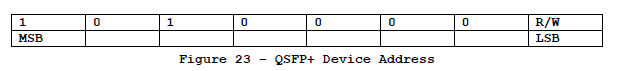 1 0 1 0 0 0 0 R/W
MSB LSB
Figure 23 – QSFP+ Device Address